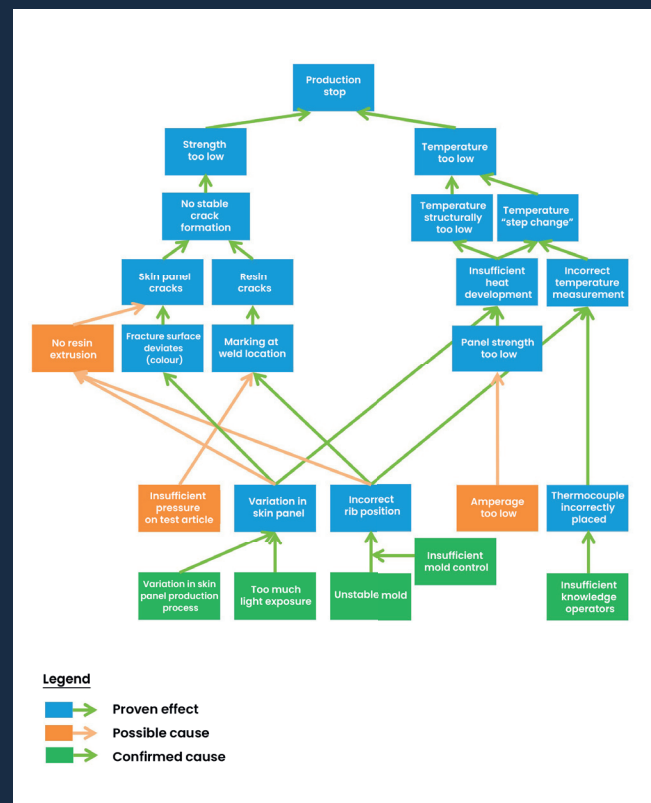 Production
stop
Strength
too low
Temperature
too low
No stable
crack
formation
Temperature
structurally
too low
Temperature
"step change"
Skin panel
cracks
Resin
cracks
Insufficient
heat
development
Incorrect
temperature
measurement
No resin
extrusion
Fracture surface
deviates
(colour)
Marking at
weld location
Panel strength
too low
Insufficient
pressure
on test article
Variation in
skin panel
Incorrect
rib position
Amperage
too low
Thermocouple
incorrectly
placed
Insufficient
mold control
Variation in skin
panel production
process
Too much
light exposure
Unstable mold
Insufficient
knowledge
operators
Legend
Proven effect
Possible cause
Confirmed cause